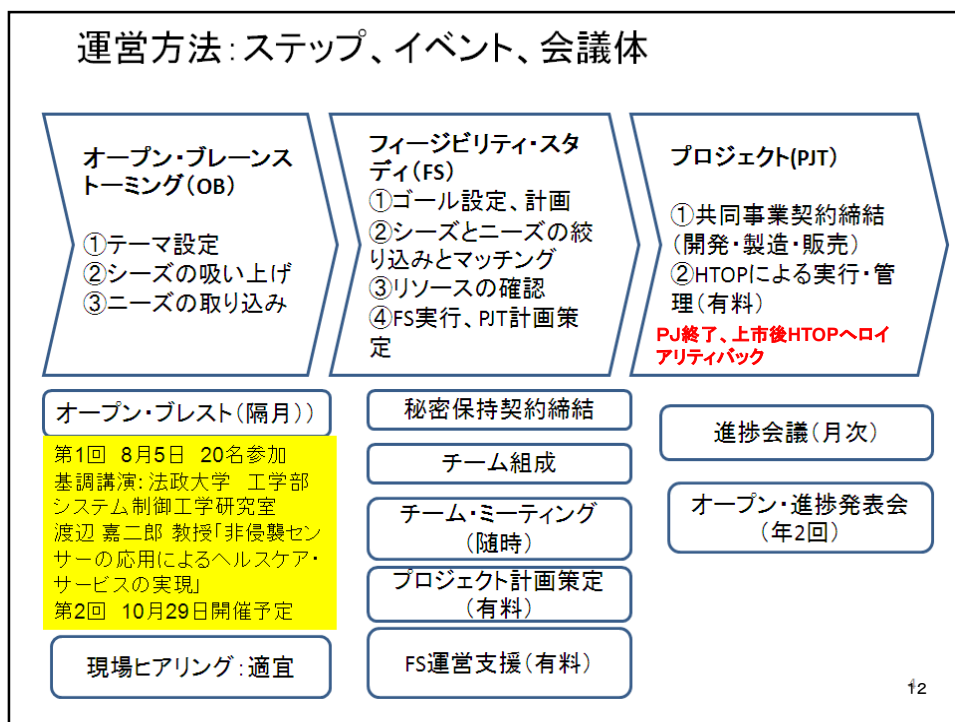 運営方法:ステップ、イベント、会議体
オープン・ブレーンス
トーミング(OB)
①テーマ設定
②シーズの吸い上げ
③ニーズの取り込み
フィージビリティ・スタ
ディ(FS)
①ゴール設定、計画
②シーズとニーズの絞
り込みとマッチング
③リソースの確認
④FS実行、PJT計画策
定
プロジェクト(PJT)
①共同事業契約締結
(開発・製造・販売)
②HTOPによる実行・管
理(有料)
PJ終了、上市後HTOPへロイ
アリティバック
オープン・ブレスト(隔月))
第1回 8月5日 20名参加
基調講演:法政大学 工学部
システム制御工学研究室
渡辺 嘉二郎 教授「非侵襲セン
サーの応用によるヘルスケア・
サービスの実現」
第2回 10月29日開催予定
現場ヒアリング:適宜
秘密保持契約締結
チーム組成
チーム・ミーティング
(随時)
プロジェクト計画策定
(有料)
FS運営支援(有料)
進捗会議(月次)
オープン・進捗発表会
(年2回)
12